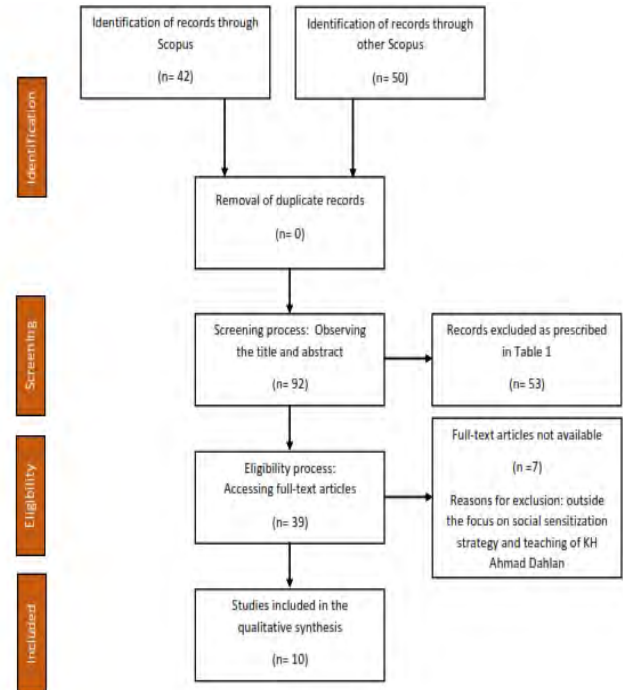 Identification of records through
Scopus
(n= 42)
Identification of records through
other Scopus
(n= 50)
Identification
Removal of duplicate records
(n= 0)
Screening
Screening process: Observing
the title and abstract
(n= 92)
Records excluded as prescribed
in Table 1
(n= 53)
Eligibility
Eligibility process:
Accessing full-text articles
(n= 39)
Full-text articles not available
(n =7)
Reasons for exclusion: outside
the focus on social sensitization
strategy and teaching of KH
Ahmad Dahlan
Included
Studies included in the
qualitative synthesis
(n= 10)